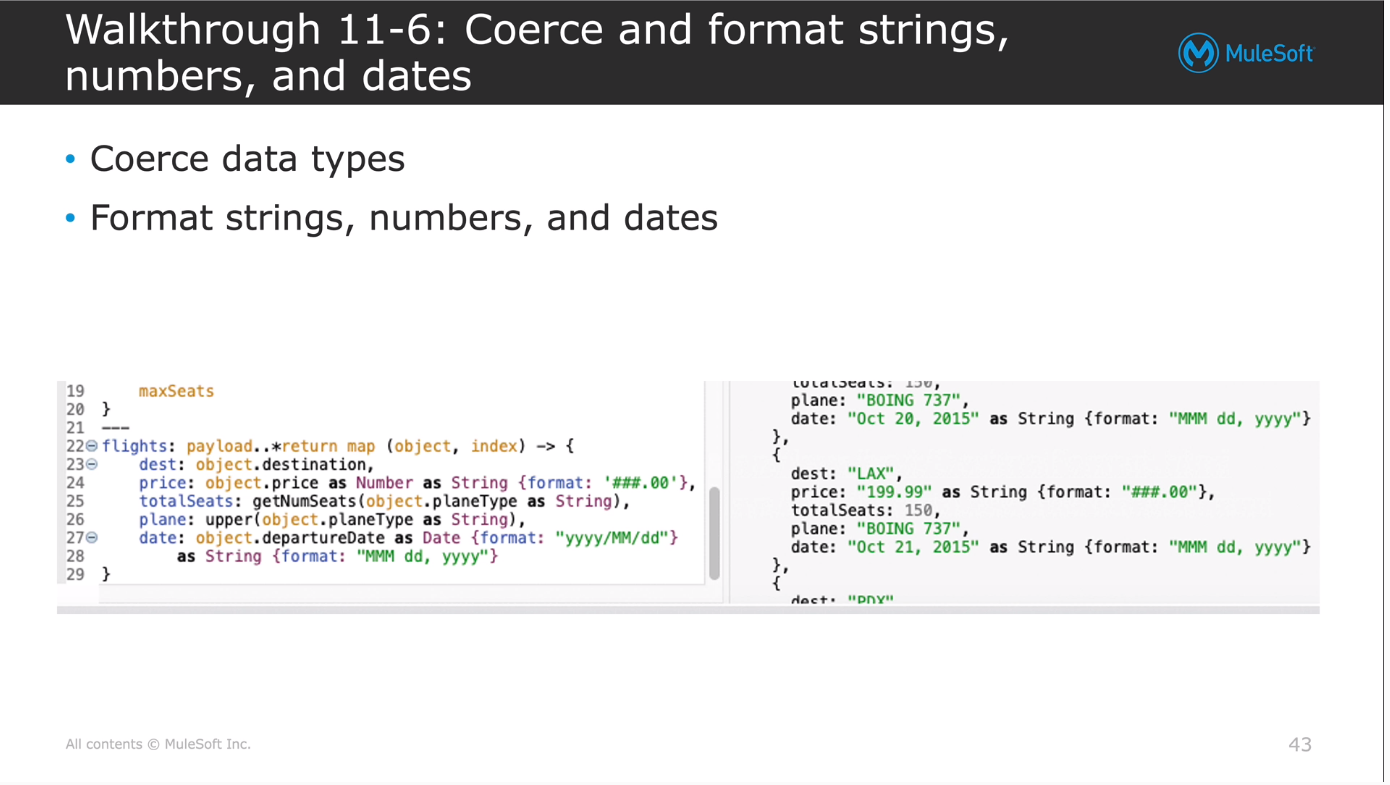 Walkthrough 11-6: Coerce and format strings,
numbers, and dates
MuleSoft
• Coerce data types
• Format strings, numbers, and dates
19 maxSeats
20 }
21 ---
22 flights: payload..*return map (object, index) -> {
23 dest: object.destination,
24 price: object.price as Number as String {format: '###.00'},
25 totalSeats: getNumSeats(object.planeType as String),
26 plane: upper(object.planeType as String),
27 date: object.departureDate as Date {format: "yyyy/MM/dd"}
28 as String {format: "MMM dd, yyyy"}
29 }
totalSeats: 150,
plane: "BOING 737",
date: "Oct 20, 2015" as String {format: "MMM dd, yyyy"}
},
{
dest: "LAX",
price: "199.99" as String {format: "###.00"},
totalSeats: 150,
plane: "BOING 737",
date: "Oct 21, 2015" as String {format: "MMM dd, yyyy"}
},
{
dest: "PDX"
All contents © MuleSoft Inc.
43